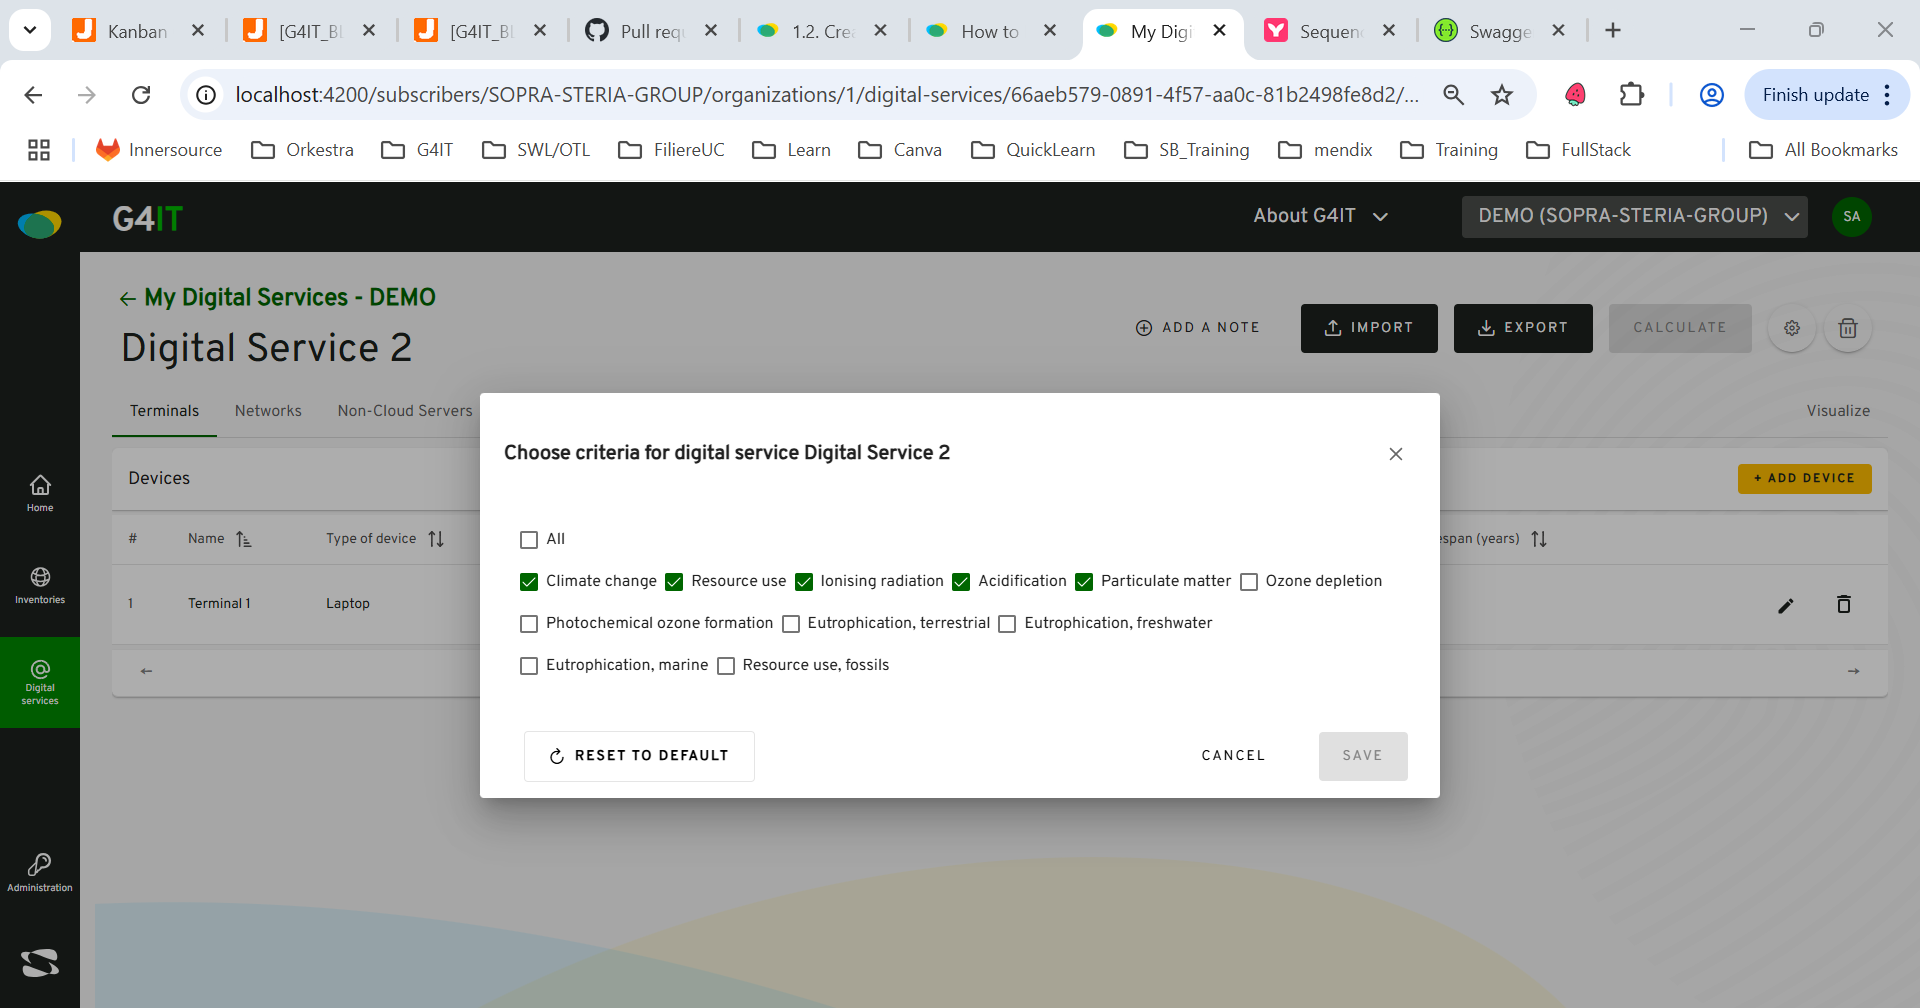 Kanban
[G4IT_BL
[G4IT_BL
Pull requ
1.2. Crea
How to
My Digi
Sequenc
Swagge
localhost:4200/subscribers/SOPRA-STERIA-GROUP/organizations/1/digital-services/66aeb579-0891-4f57-aa0c-81b2498fe8d2/...
Finish update
Innersource
Orkestra
G4IT
SWL/OTL
FiliereUC
Learn
Canva
QuickLearn
SB_Training
mendix
Training
FullStack
All Bookmarks
G4IT
About G4IT
DEMO (SOPRA-STERIA-GROUP)
SA
My Digital Services - DEMO
Digital Service 2
ADD A NOTE
IMPORT
EXPORT
CALCULATE
Terminals
Networks
Non-Cloud Servers
Visualize
Devices
+ ADD DEVICE
# Name Type of device
espan (years)
1 Terminal 1 Laptop
Home
Inventories
Digital
services
Administration
Choose criteria for digital service Digital Service 2
All
Climate change Resource use Ionising radiation Acidification Particulate matter Ozone depletion
Photochemical ozone formation Eutrophication, terrestrial Eutrophication, freshwater
Eutrophication, marine Resource use, fossils
RESET TO DEFAULT
CANCEL
SAVE